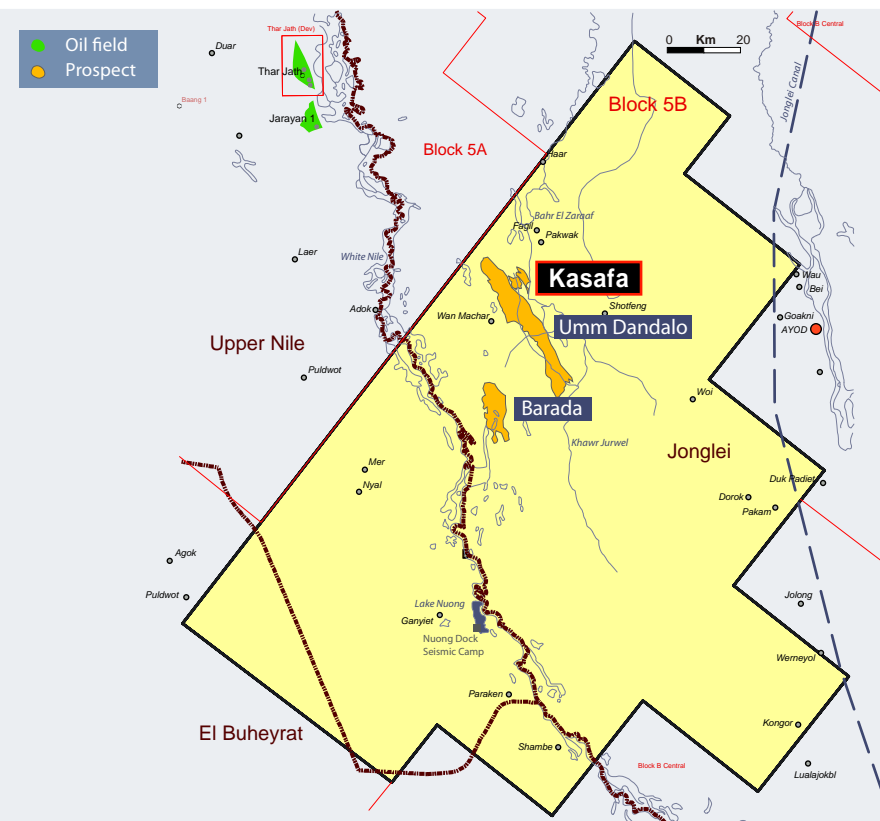 Block B Central
Thar Jath (Dev)
Oil field
Prospect
0 Km 20
Duar
Thar Jath
Baang 1
Jarayan 1
Block 5B
Jonglei Canal
Block 5A
Haar
Bahr El Zaraaf
Fagil
Pakwak
Laer
White Nile
Kasafa
Wau
Bei
Adok
Wan Machar
Shotfeng
Goakni
AYOD
Umm Dandalo
Upper Nile
Puldwot
Woi
Barada
Khawr Jurwel
Jonglei
Mer
Nyal
Duk Padiet
Dorok
Pakam
Agok
Puldwot
Jolong
Lake Nuong
Ganyiet
Nuong Dock
Seismic Camp
Werneyol
Paraken
El Buheyrat
Kongor
Shambe
Block B Central
Lualajokbl